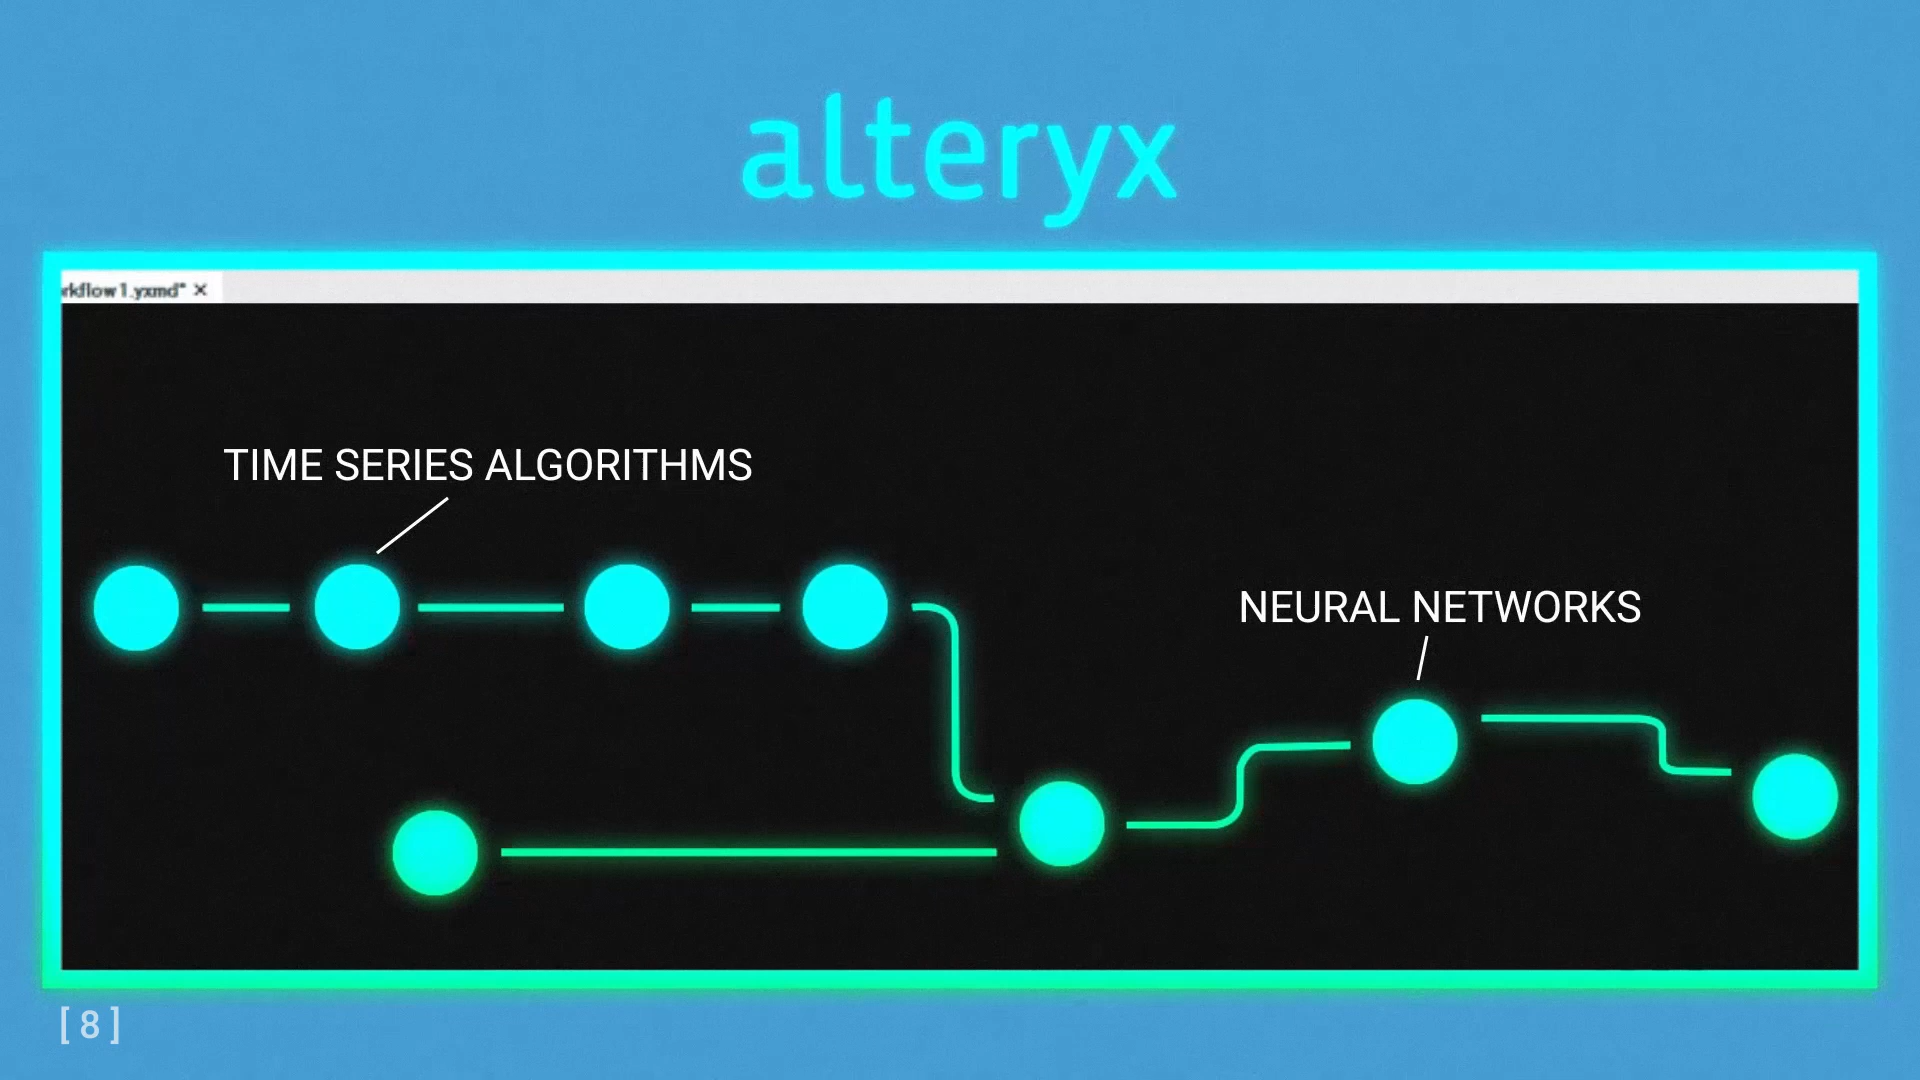 alteryx
rkflow1.yxmd* ✕
TIME SERIES ALGORITHMS
NEURAL NETWORKS
[ 8 ]